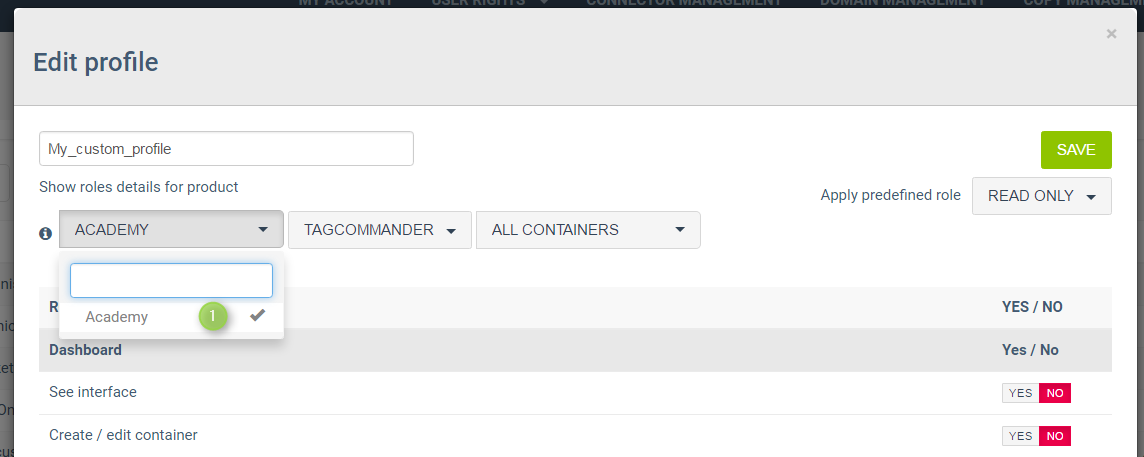 MY ACCOUNT USER RIGHTS CONNECTOR MANAGEMENT DOMAIN MANAGEMENT
×
Edit profile
My_custom_profile
SAVE
Show roles details for product
Apply predefined role READ ONLY
ACADEMY TAGCOMMANDER ALL CONTAINERS
Academy 1
YES / NO
Dashboard Yes / No
See interface YES NO
Create / edit container YES NO